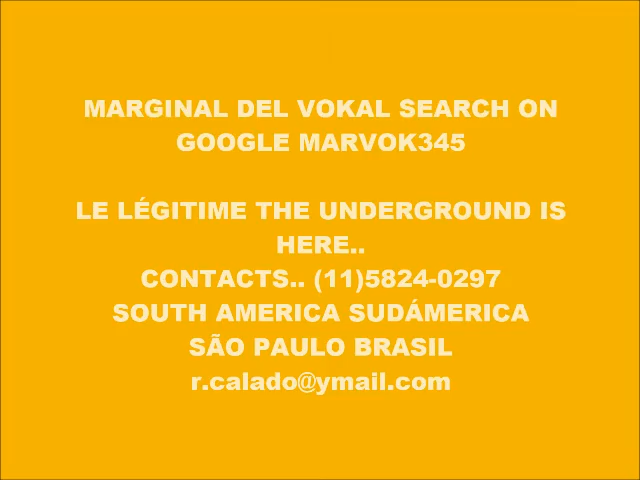 MARGINAL DEL VOKAL SEARCH ON
GOOGLE MARVOK345
LE LÉGITIME THE UNDERGROUND IS
HERE..
CONTACTS.. (11)5824-0297
SOUTH AMERICA SUDÁMERICA
SÃO PAULO BRASIL
r.calado@ymail.com